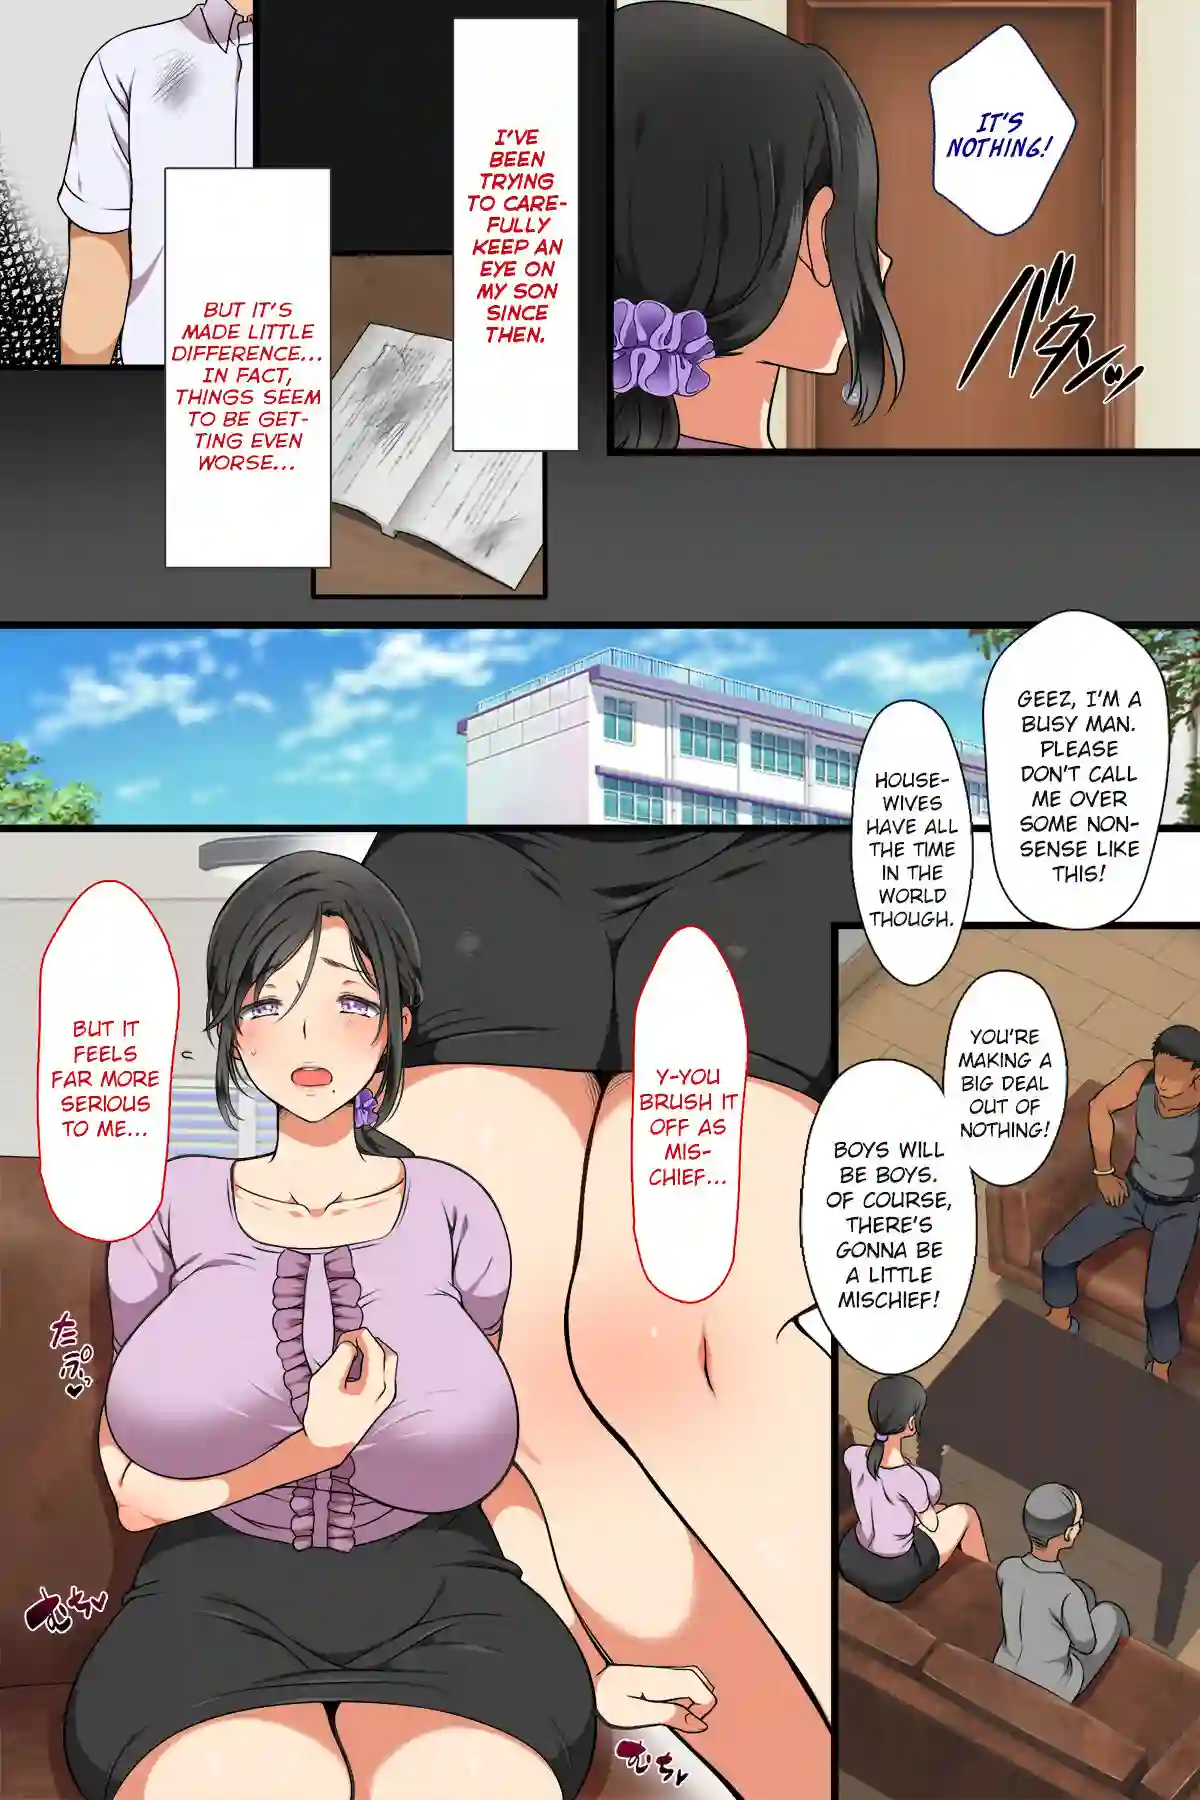 IT'S
NOTHING!
バタンッ
I'VE
BEEN
TRYING
TO CARE-
FULLY
KEEP AN
EYE ON
MY SON
SINCE
THEN.
BUT IT'S
MADE LITTLE
DIFFERENCE...
IN FACT,
THINGS SEEM
TO BE GET-
TING EVEN
WORSE...
GEEZ, I'M A
BUSY MAN.
PLEASE
DON'T CALL
ME OVER
SOME NON-
SENSE LIKE
THIS!
HOUSE-
WIVES
HAVE ALL
THE TIME
IN THE
WORLD
THOUGH.
YOU'RE
MAKING A
BIG DEAL
OUT OF
NOTHING!
BOYS WILL
BE BOYS.
OF COURSE,
THERE'S
GONNA BE
A LITTLE
MISCHIEF!
Y-YOU
BRUSH IT
OFF AS
MIS-
CHIEF...
BUT IT
FEELS
FAR MORE
SERIOUS
TO ME...
たぷっ♥
むちっ
むちっ